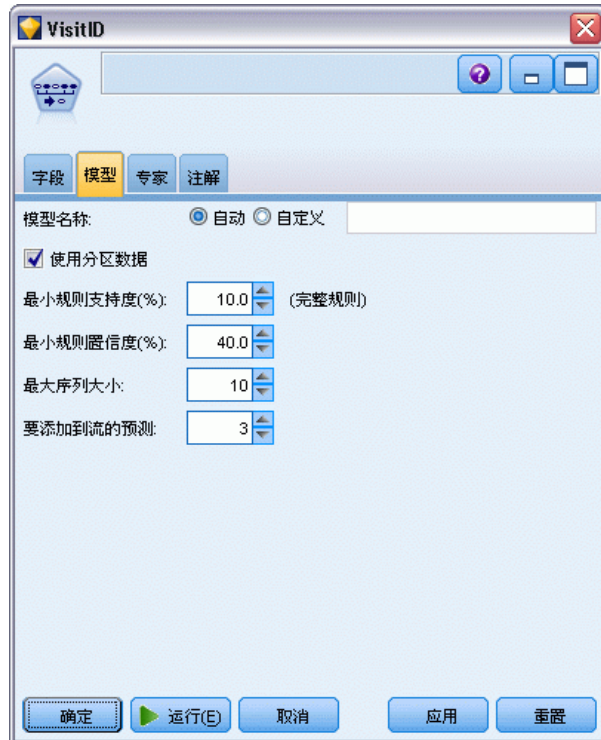 VisitID
字段 模型 专家 注解
模型名称: 自动 自定义
使用分区数据
最小规则支持度(%): 10.0 (完整规则)
最小规则置信度(%): 40.0
最大序列大小: 10
要添加到流的预测: 3
确定 运行(E) 取消 应用 重置